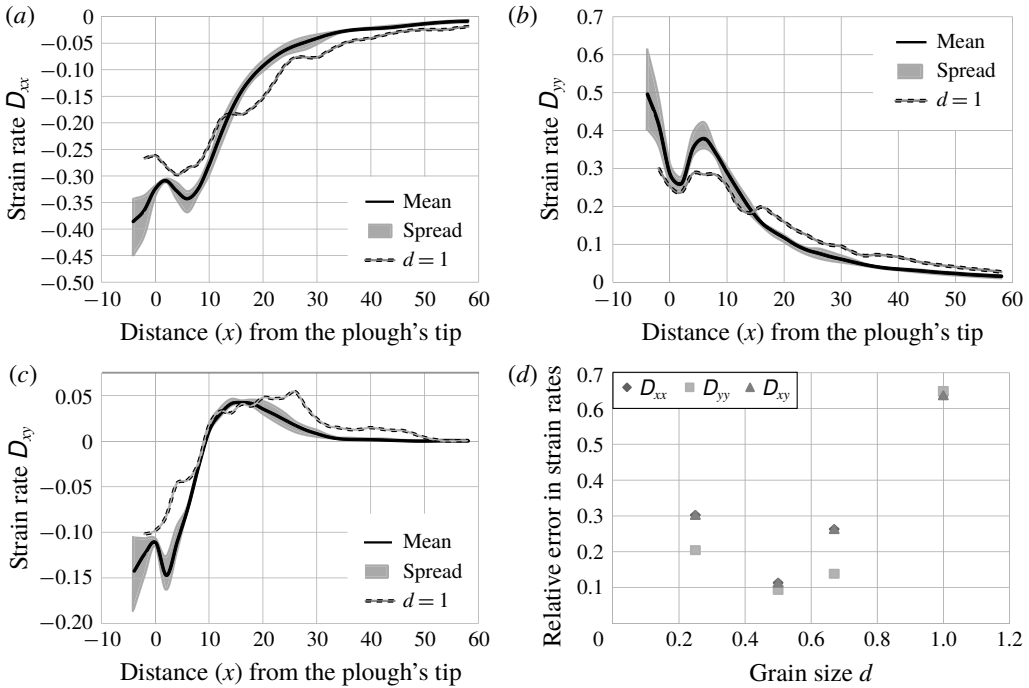 (a)
Strain rate Dxx
0
−0.05
−0.10
−0.15
−0.20
−0.25
−0.30
−0.35
−0.40
−0.45
−0.50
−10 0 10 20 30 40 50 60
Distance (x) from the plough's tip
Mean
Spread
d = 1
(b)
Strain rate Dyy
0.7
0.6
0.5
0.4
0.3
0.2
0.1
0
−10 0 10 20 30 40 50 60
Distance (x) from the plough's tip
Mean
Spread
d = 1
(c)
Strain rate Dxy
0.05
0
−0.05
−0.10
−0.15
−0.20
−10 0 10 20 30 40 50 60
Distance (x) from the plough's tip
Mean
Spread
d = 1
(d)
Relative error in strain rates
Dxx Dyy Dxy
0.7
0.6
0.5
0.4
0.3
0.2
0.1
0 0.2 0.4 0.6 0.8 1.0 1.2
Grain size d